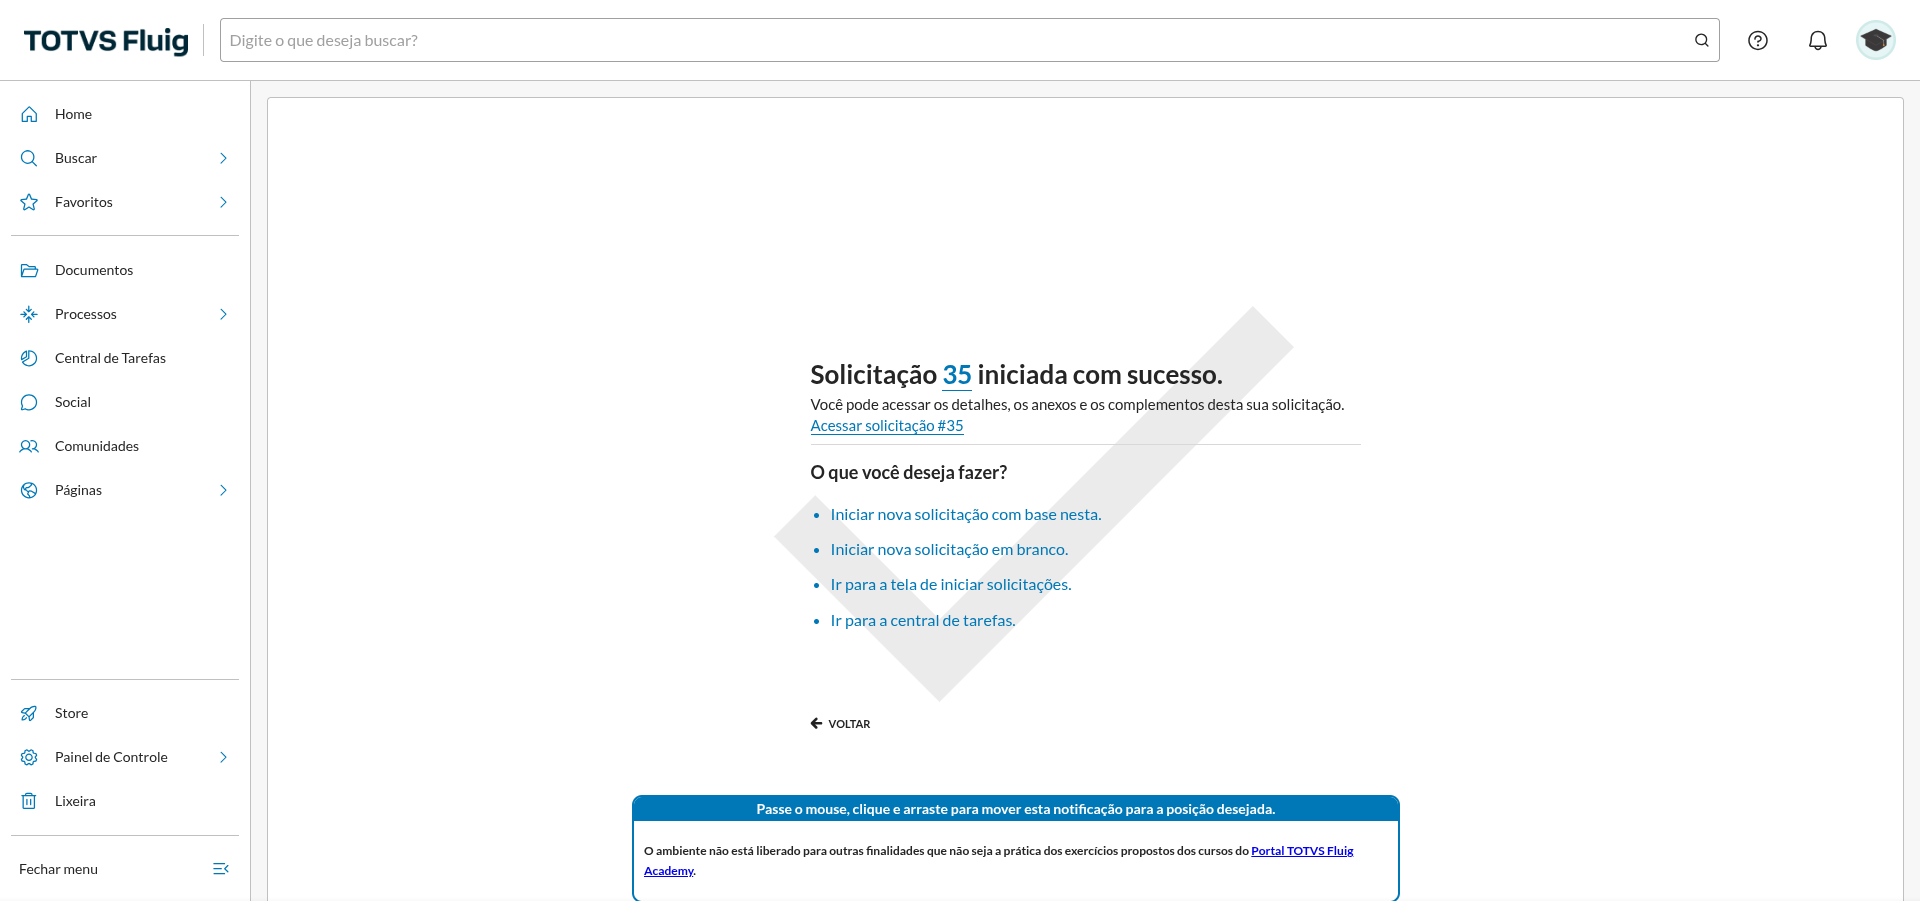 TOTVS Fluig
Digite o que deseja buscar?
Home
Buscar
Favoritos
Documentos
Processos
Central de Tarefas
Social
Comunidades
Páginas
Store
Painel de Controle
Lixeira
Fechar menu
Solicitação 35 iniciada com sucesso.
Você pode acessar os detalhes, os anexos e os complementos desta sua solicitação.
Acessar solicitação #35
O que você deseja fazer?
• Iniciar nova solicitação com base nesta.
• Iniciar nova solicitação em branco.
• Ir para a tela de iniciar solicitações.
• Ir para a central de tarefas.
VOLTAR
Passe o mouse, clique e arraste para mover esta notificação para a posição desejada.
O ambiente não está liberado para outras finalidades que não seja a prática dos exercícios propostos dos cursos do Portal TOTVS Fluig
Academy.